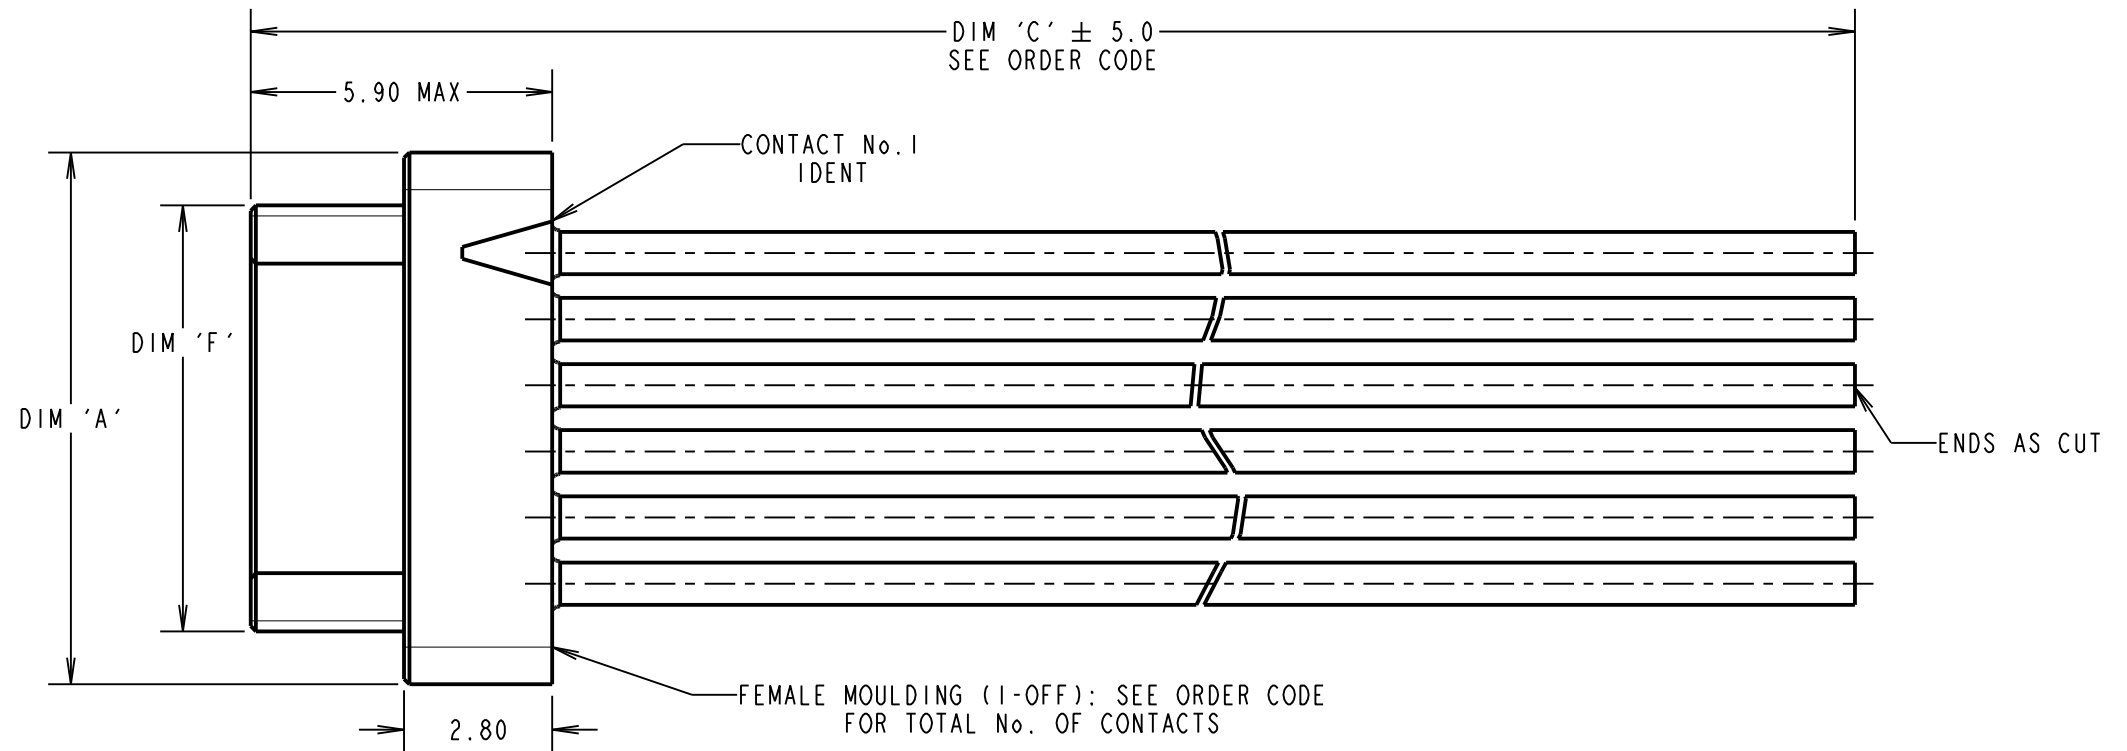 DIM 'C' ± 5.0
SEE ORDER CODE
5.90 MAX
CONTACT No.1
IDENT
DIM 'F'
DIM 'A'
ENDS AS CUT
FEMALE MOULDING (1-OFF): SEE ORDER CODE
FOR TOTAL No. OF CONTACTS
2.80